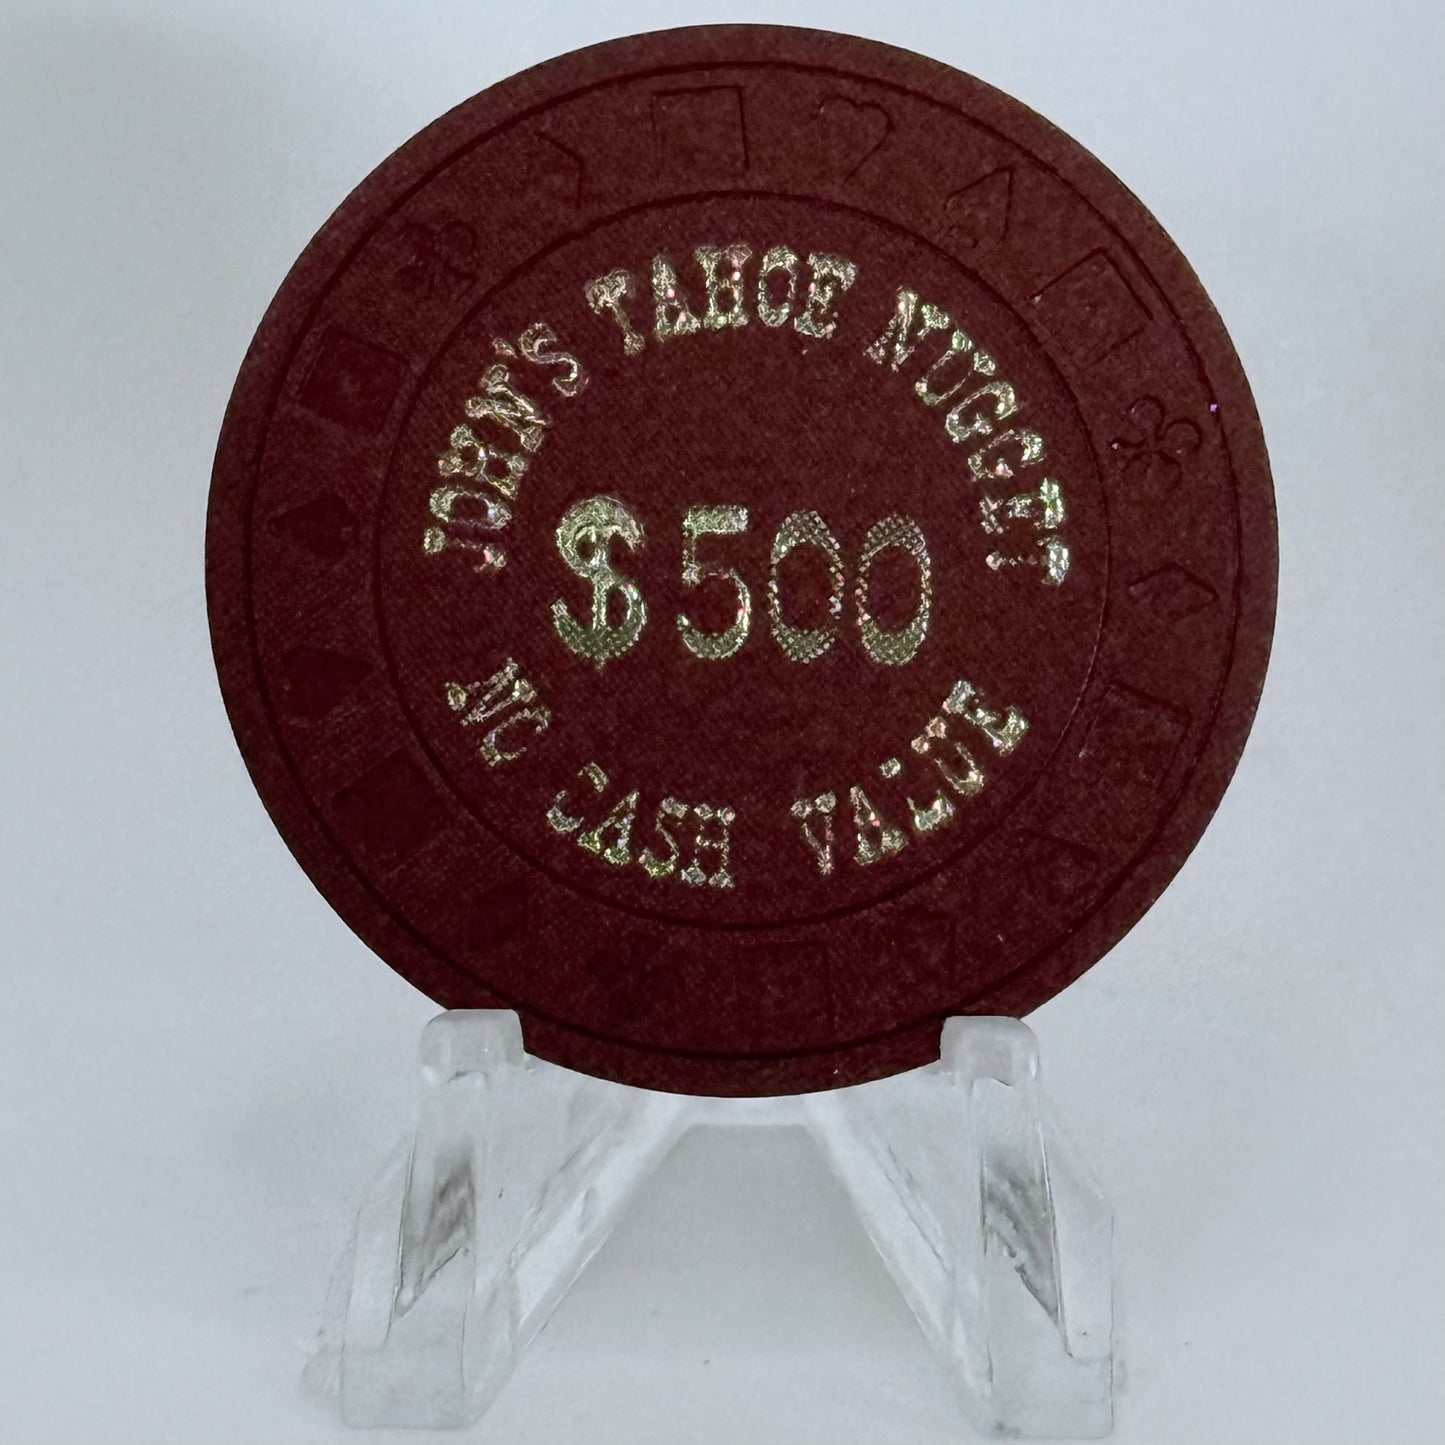 JOHN'S TAHOE NUGGET
$500
NO CASH VALUE